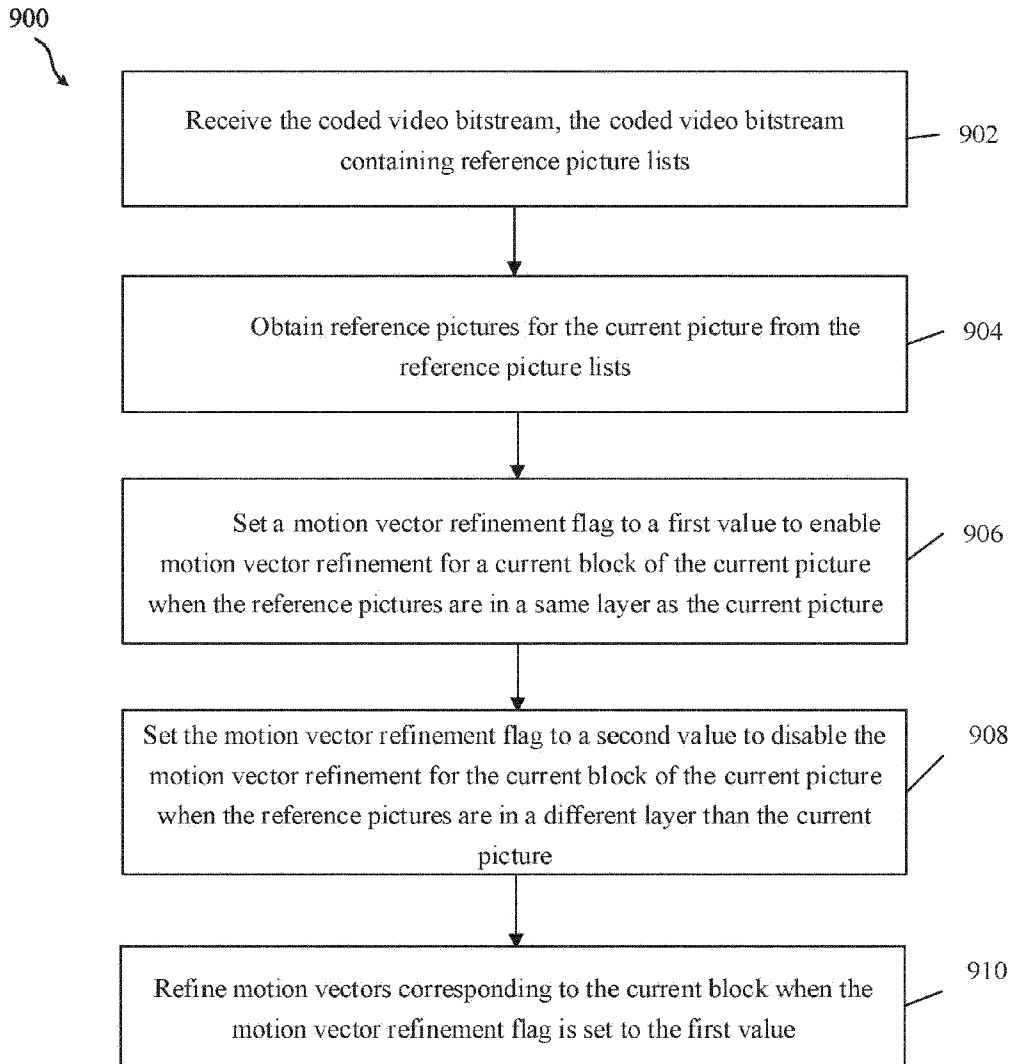 900
Receive the coded video bitstream, the coded video bitstream
containing reference picture lists
902
Obtain reference pictures for the current picture from the
reference picture lists
904
Set a motion vector refinement flag to a first value to enable
motion vector refinement for a current block of the current picture
when the reference pictures are in a same layer as the current picture
906
Set the motion vector refinement flag to a second value to disable the
motion vector refinement for the current block of the current picture
when the reference pictures are in a different layer than the current
picture
908
Refine motion vectors corresponding to the current block when the
motion vector refinement flag is set to the first value
910